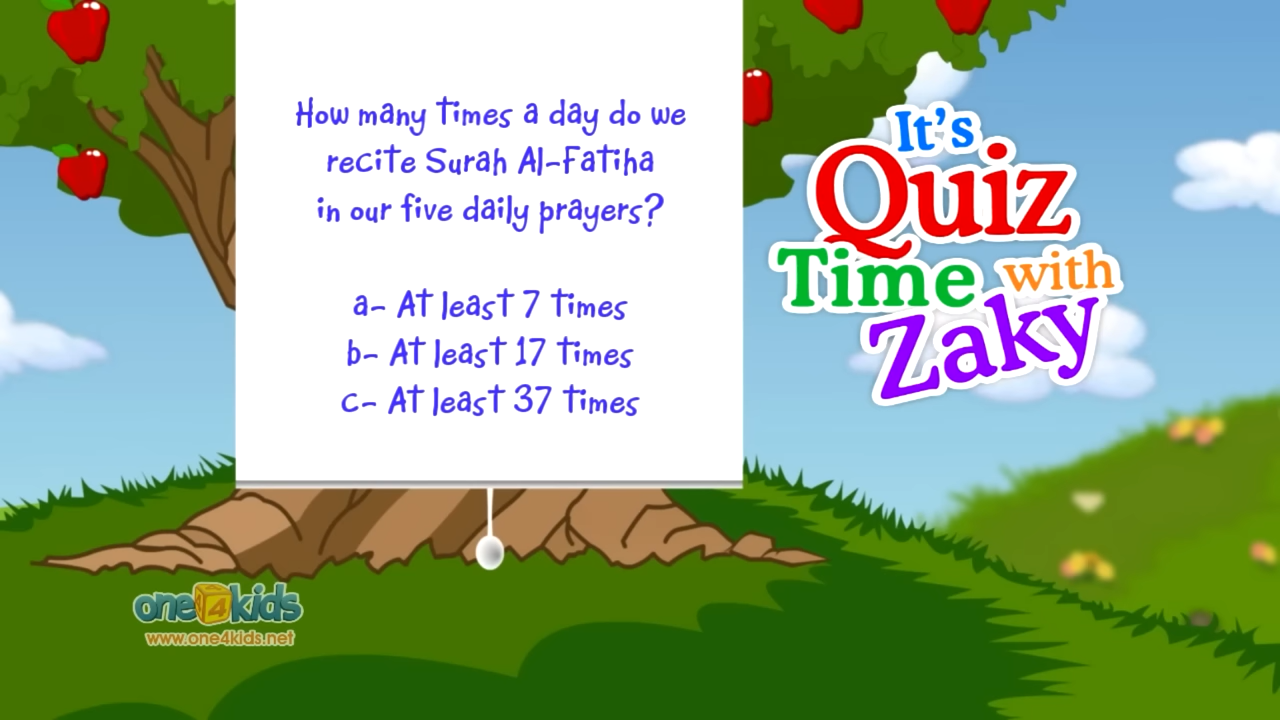 How many times a day do we
recite Surah Al-Fatiha
in our five daily prayers?
a- At least 7 times
b- At least 17 times
c- At least 37 times
It's
Quiz
Time with
Zaky
one4kids
www.one4kids.net